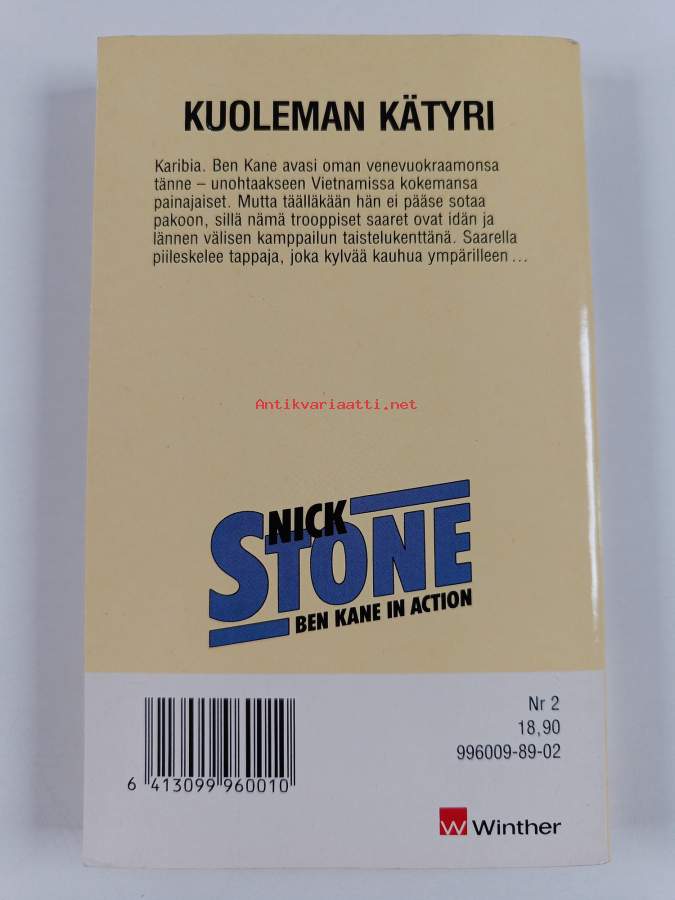 KUOLEMAN KÄTYRI
Karibia. Ben Kane avasi oman venevuokraamonsa
tänne – unohtaakseen Vietnamissa kokemansa
painajaiset. Mutta täälläkään hän ei pääse sotaa
pakoon, sillä nämä trooppiset saaret ovat idän ja
lännen välisen kamppailun taistelukenttänä. Saarella
piileskelee tappaja, joka kylvää kauhua ympärilleen ...
Antikvariaatti.net
NICK
STONE
BEN KANE IN ACTION
Nr 2
18,90
996009-89-02
6 413099 960010
W Winther